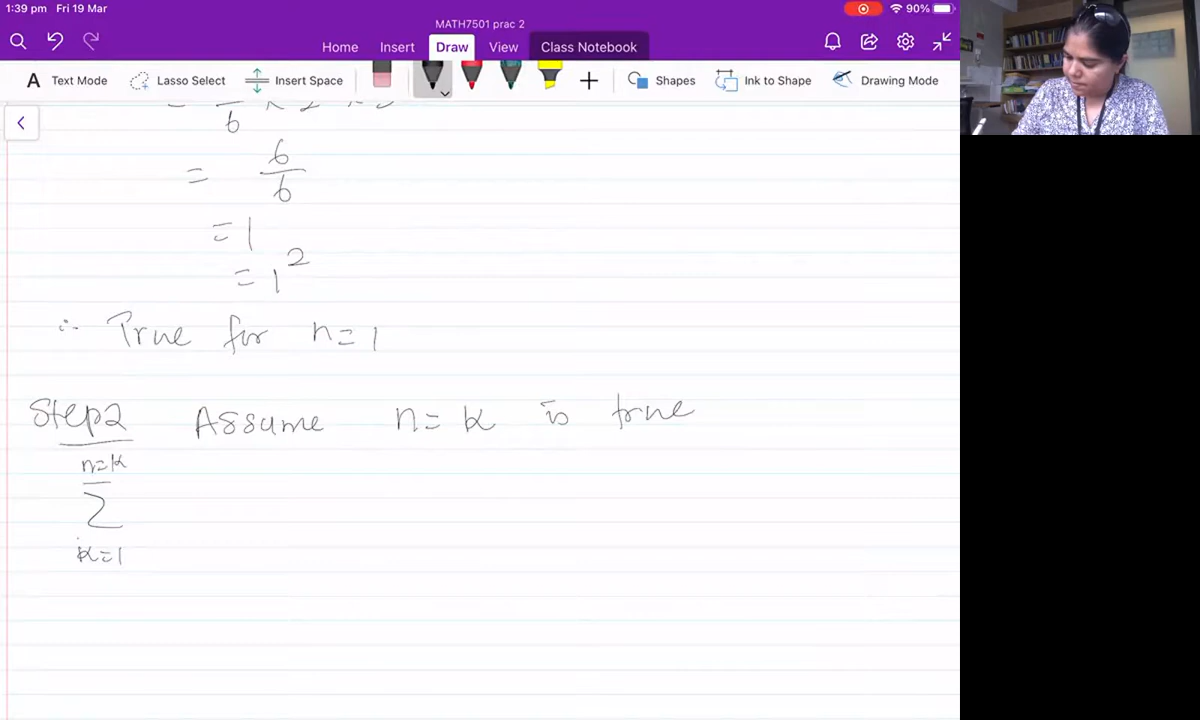 1:39 pm Fri 19 Mar
90%
MATH7501 prac 2
Home Insert Draw View Class Notebook
A Text Mode Lasso Select Insert Space Shapes Ink to Shape Drawing Mode
6
= 6/6
= 1
= 1²
∴ True for n = 1
Step 2 Assume n = k is true
n=k
Σ
k=1